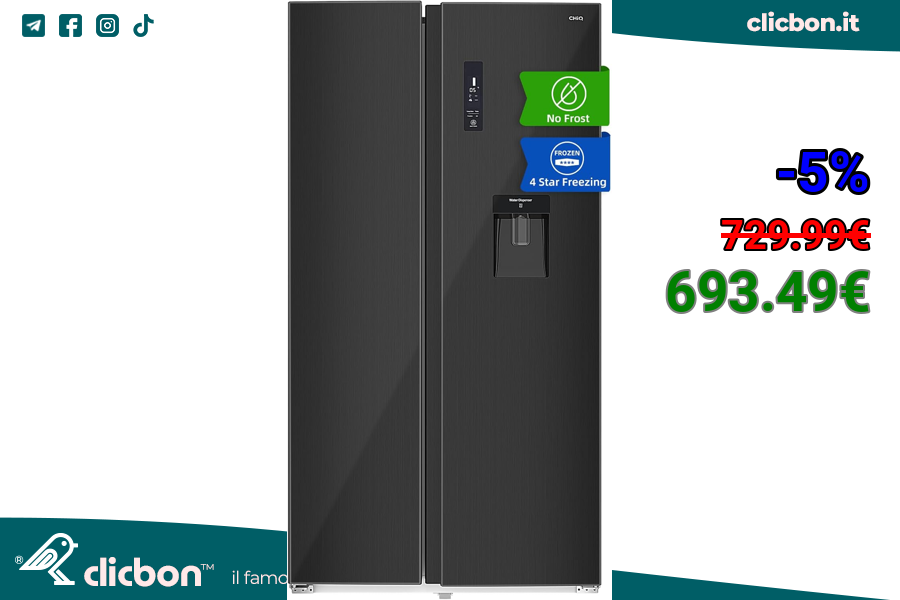 clicbon.it
CHiQ
No Frost
FROZEN
4 Star Freezing
Water Dispenser
-5%
729.99€
693.49€
® clicbon™ il famo